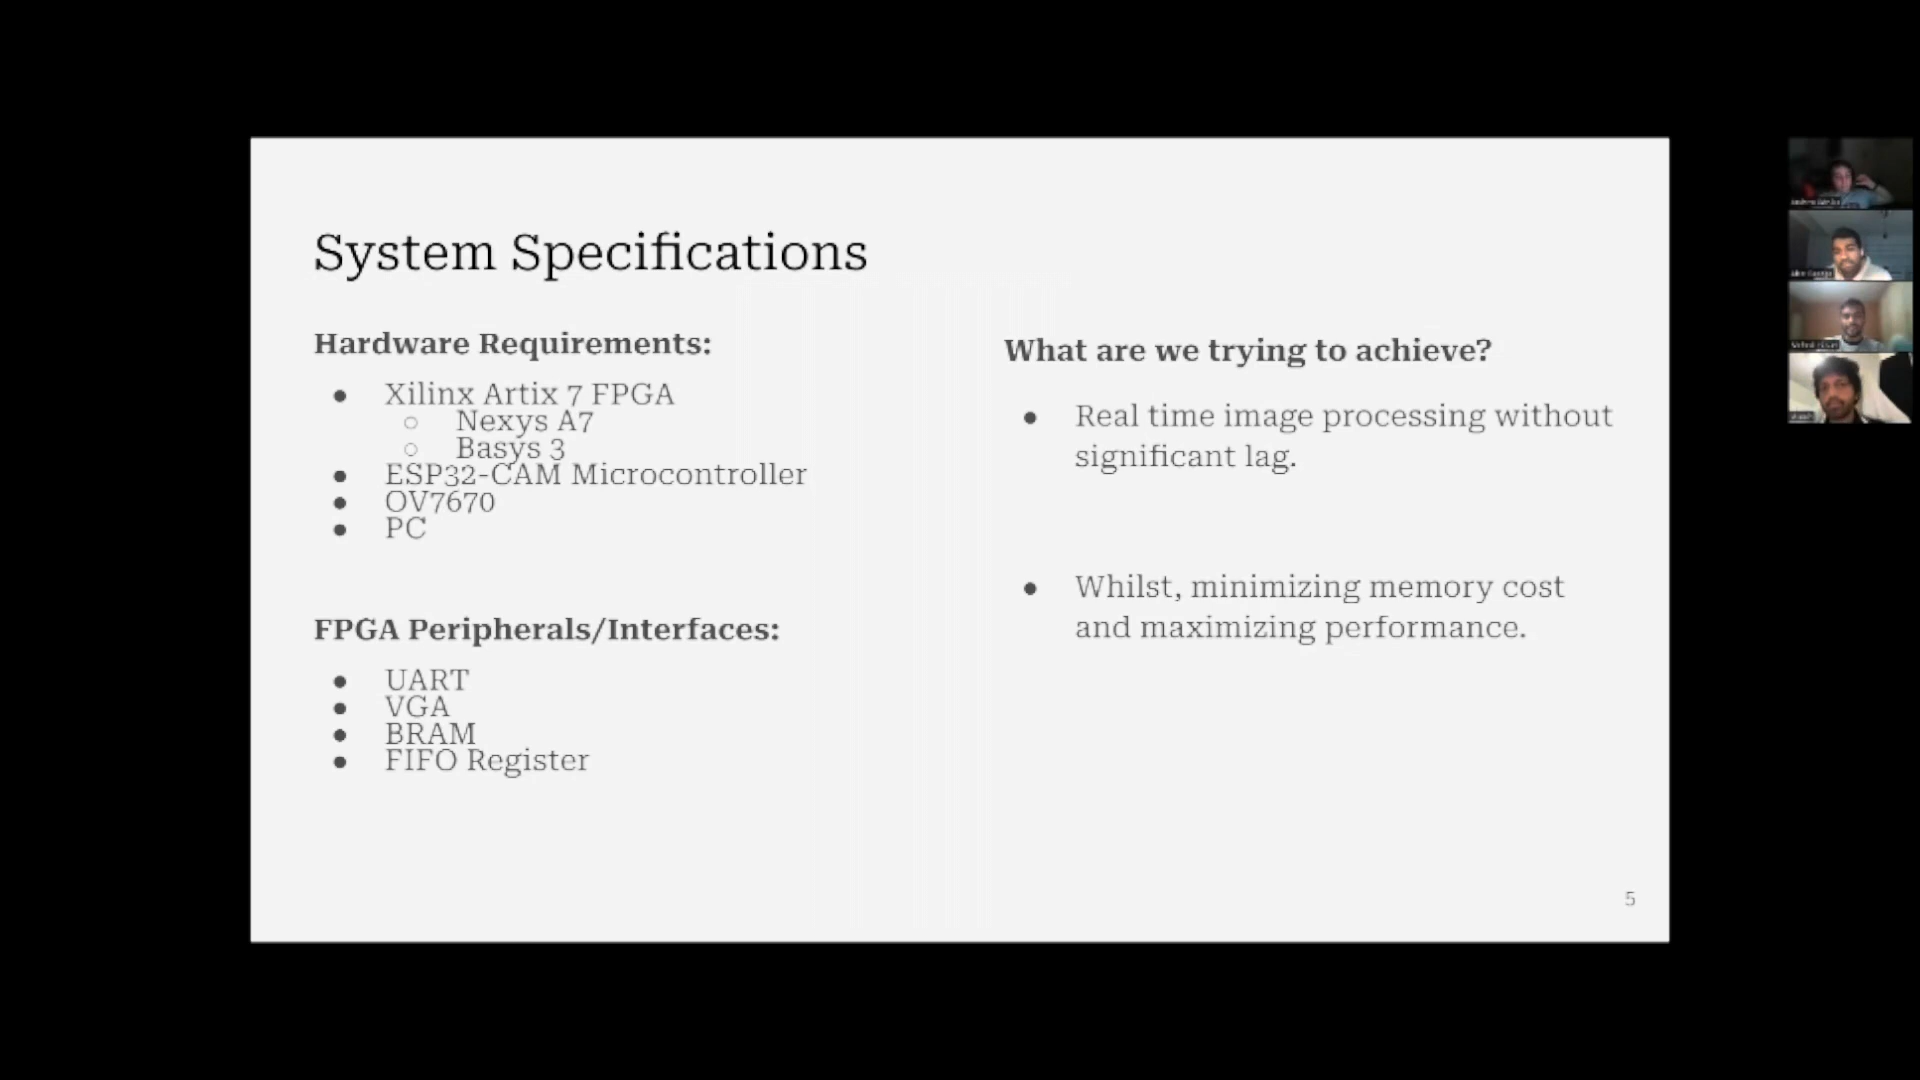 System Specifications
Hardware Requirements:
● Xilinx Artix 7 FPGA
○ Nexys A7
○ Basys 3
● ESP32-CAM Microcontroller
● OV7670
● PC
FPGA Peripherals/Interfaces:
● UART
● VGA
● BRAM
● FIFO Register
What are we trying to achieve?
● Real time image processing without
significant lag.
● Whilst, minimizing memory cost
and maximizing performance.
5